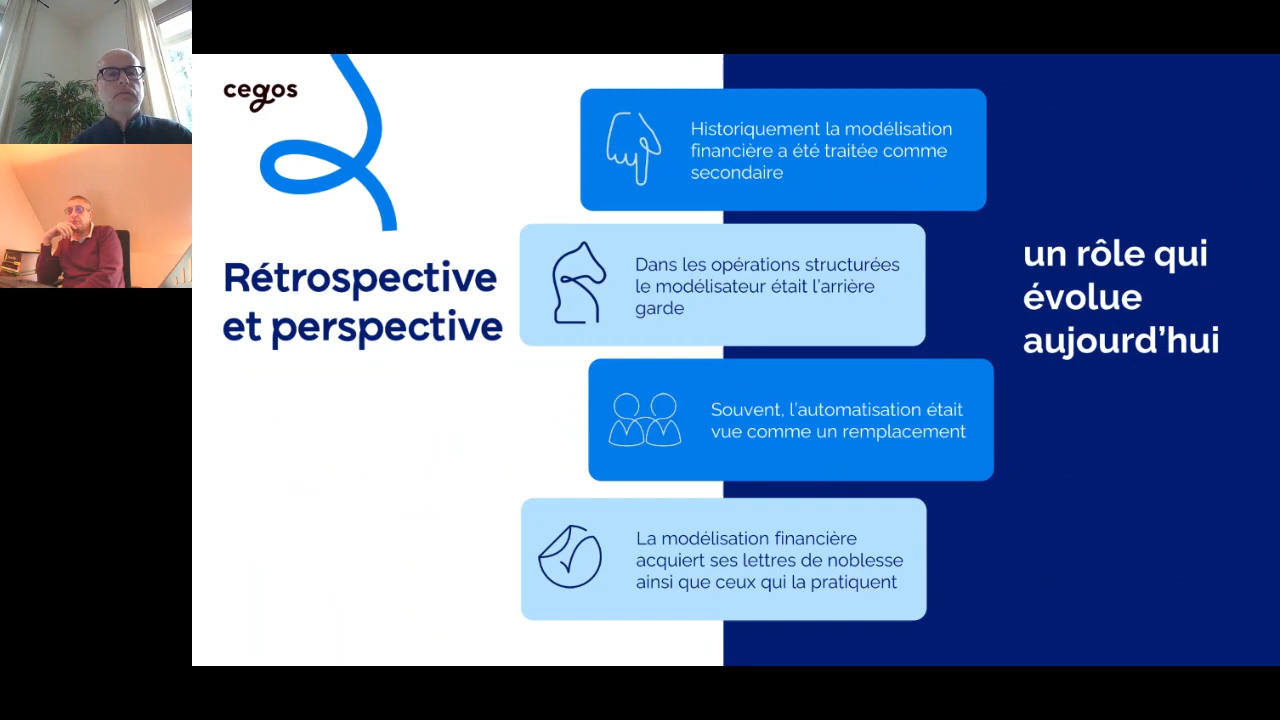 cegos
Rétrospective
et perspective
Historiquement la modélisation
financière a été traitée comme
secondaire
Dans les opérations structurées
le modélisateur était l'arrière
garde
Souvent, l'automatisation était
vue comme un remplacement
La modélisation financière
acquiert ses lettres de noblesse
ainsi que ceux qui la pratiquent
un rôle qui
évolue
aujourd'hui